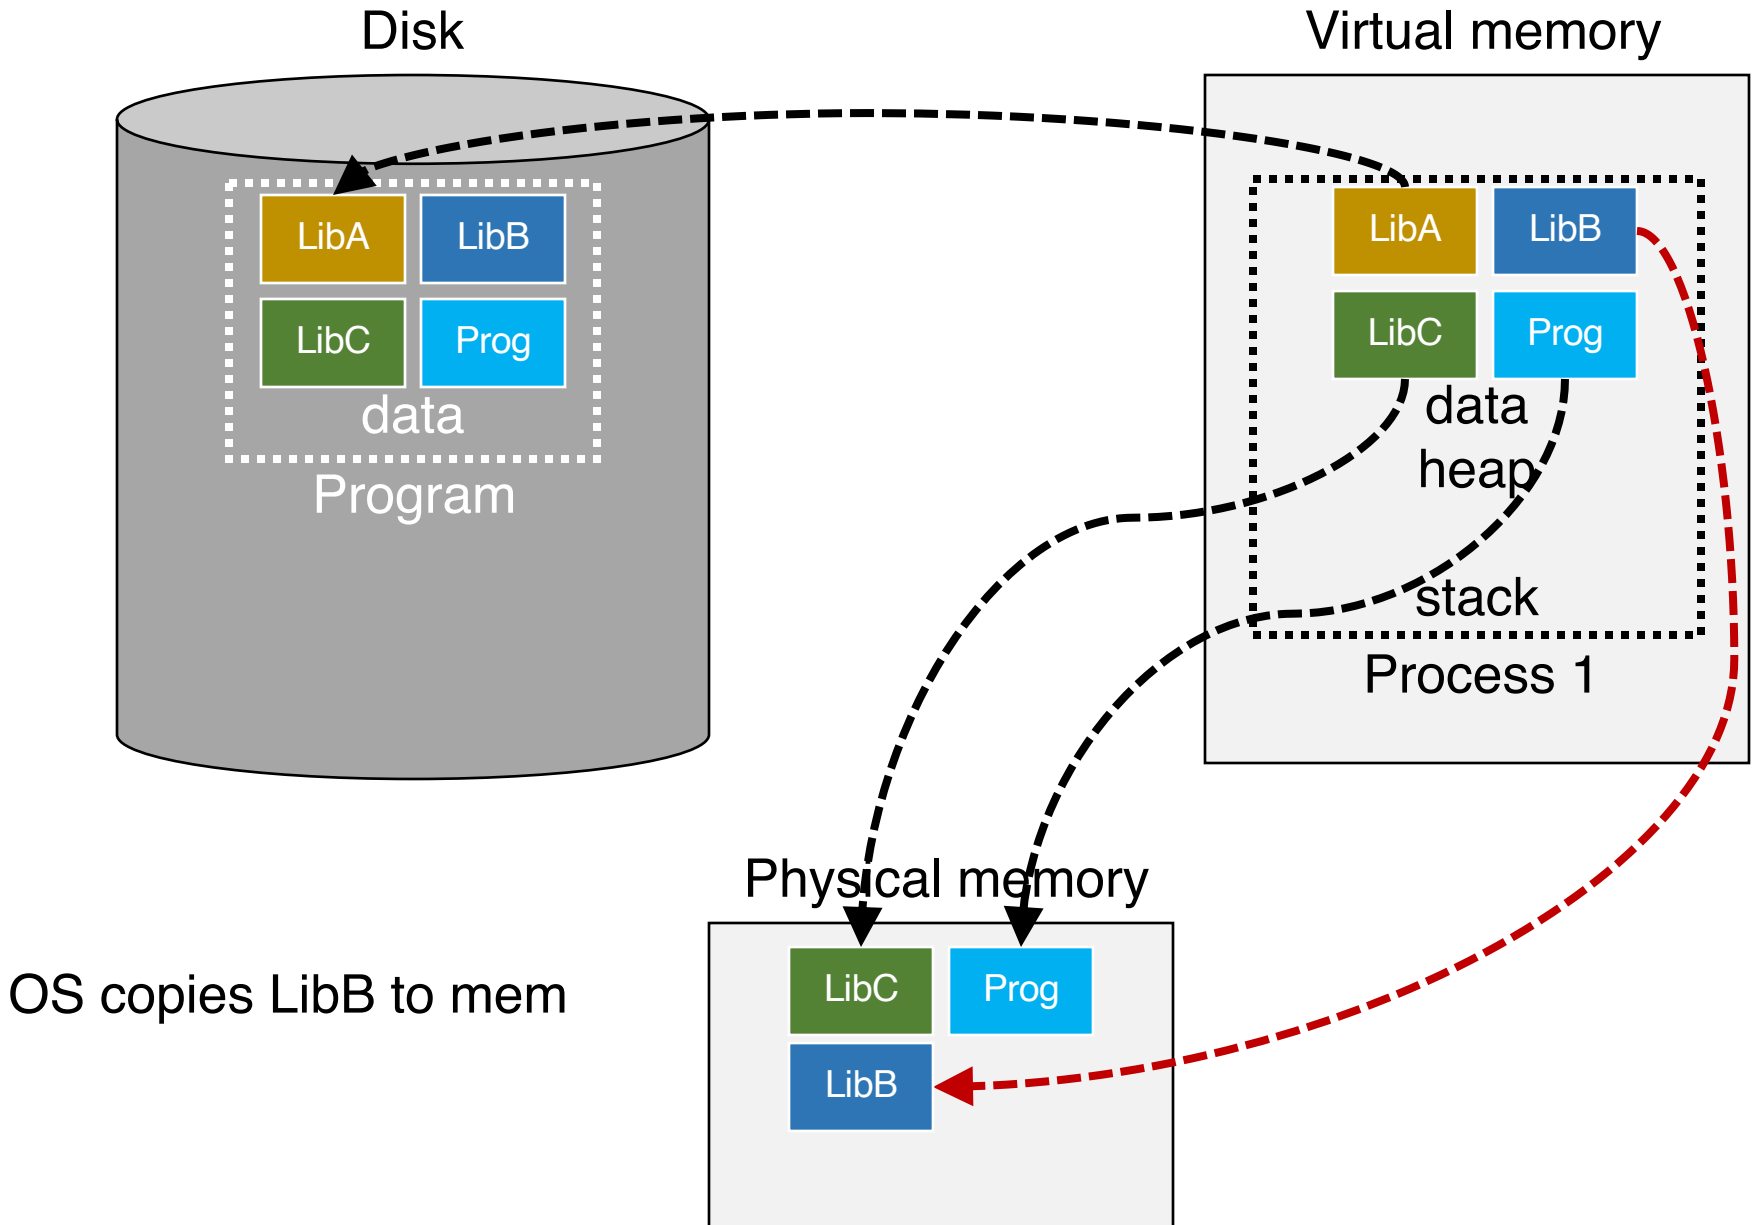 Disk
LibA LibB
LibC Prog
data
Program
Virtual memory
LibA LibB
LibC Prog
data
heap
stack
Process 1
Physical memory
LibC Prog
LibB
OS copies LibB to mem